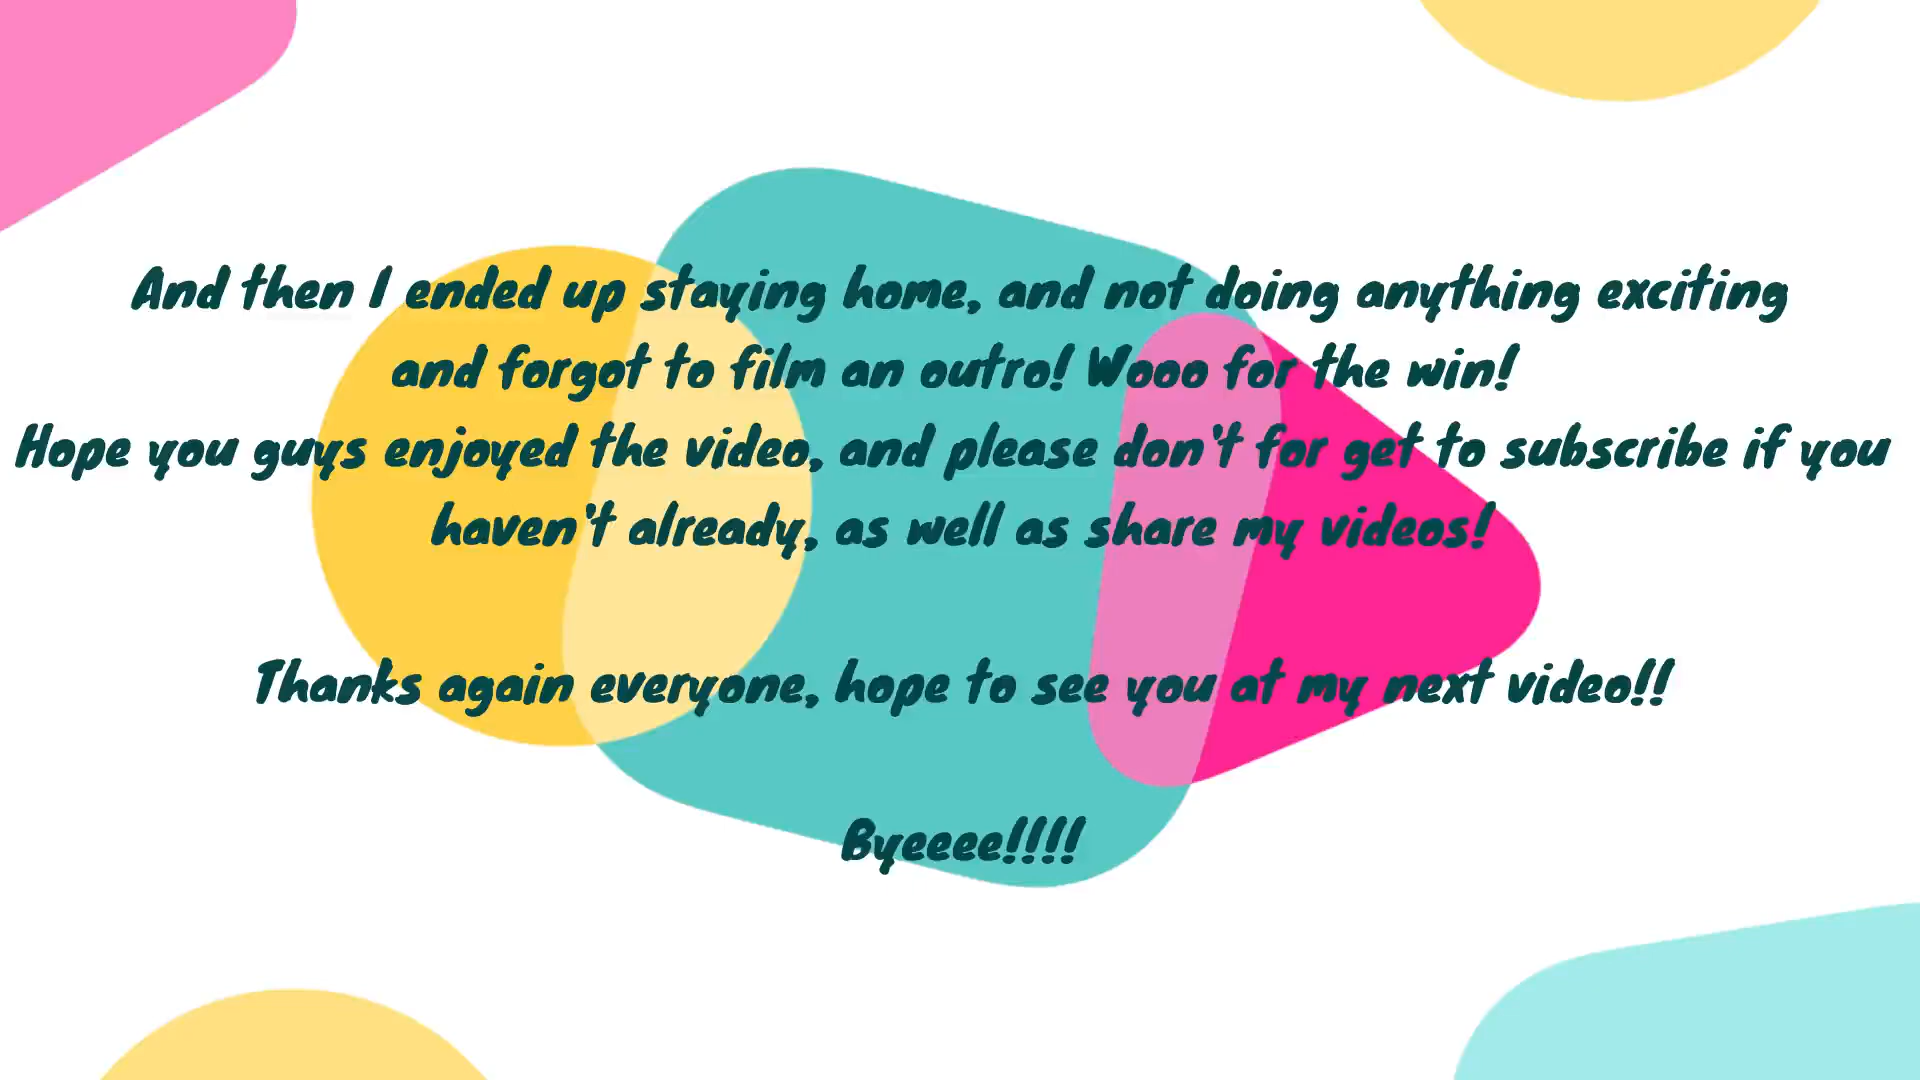 And then I ended up staying home, and not doing anything exciting
and forgot to film an outro! Wooo for the win!
Hope you guys enjoyed the video, and please don't for get to subscribe if you
haven't already, as well as share my videos!
Thanks again everyone, hope to see you at my next video!!
Byeeee!!!!